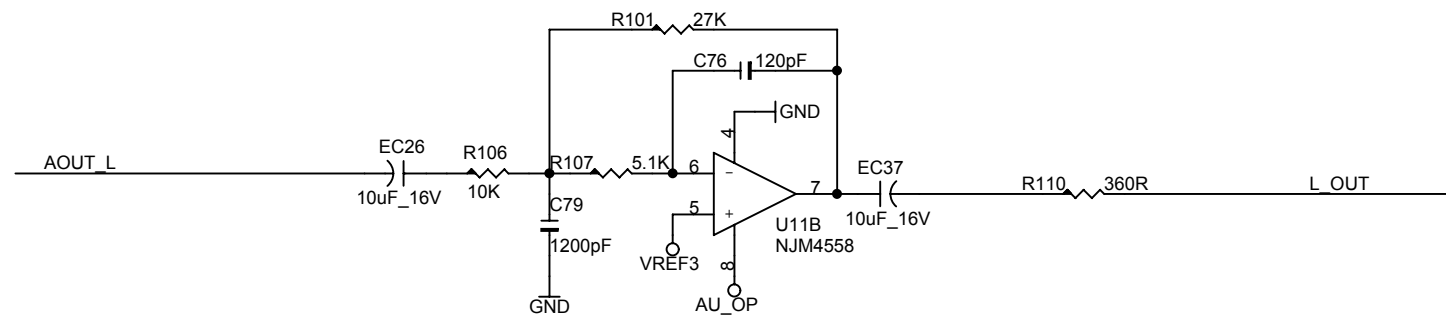 R101
27K
C76
120pF
GND
4
AOUT_L
EC26
10uF_16V
R106
10K
R107
5.1K
6
5
7
EC37
10uF_16V
R110
360R
L_OUT
C79
1200pF
GND
VREF3
U11B
NJM4558
8
AU_OP